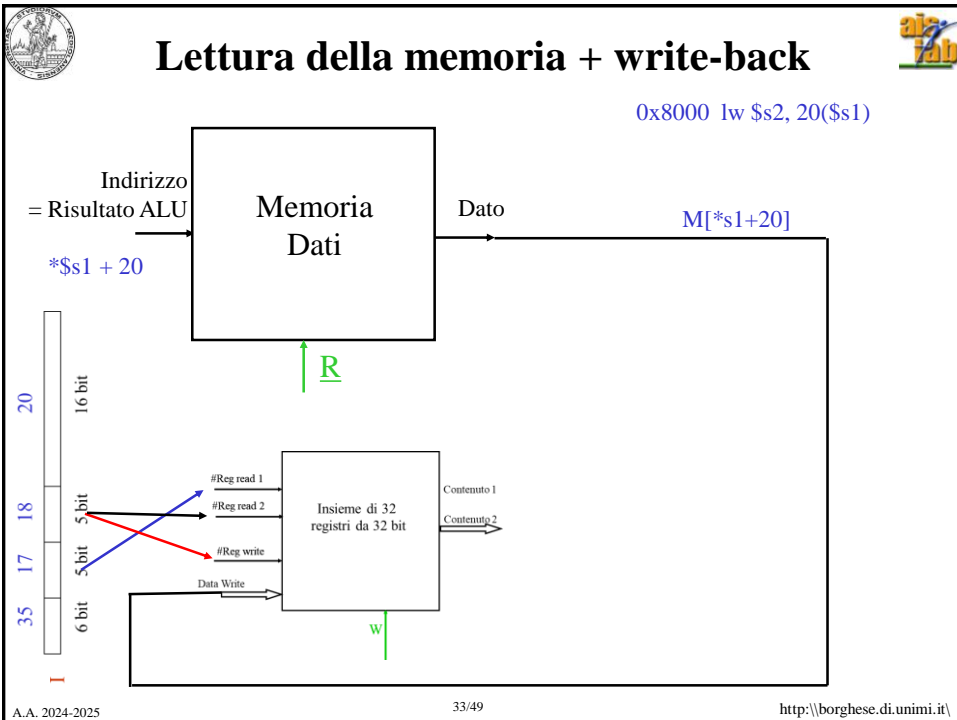 Lettura della memoria + write-back
0x8000 lw $s2, 20($s1)
Indirizzo
= Risultato ALU
*$s1 + 20
Memoria
Dati
Dato
M[*s1+20]
R
20
16 bit
18
5 bit
17
5 bit
35
6 bit
I
#Reg read 1
#Reg read 2
#Reg write
Data Write
Insieme di 32
registri da 32 bit
Contenuto 1
Contenuto 2
W
A.A. 2024-2025
33/49
http:\\borghese.di.unimi.it\